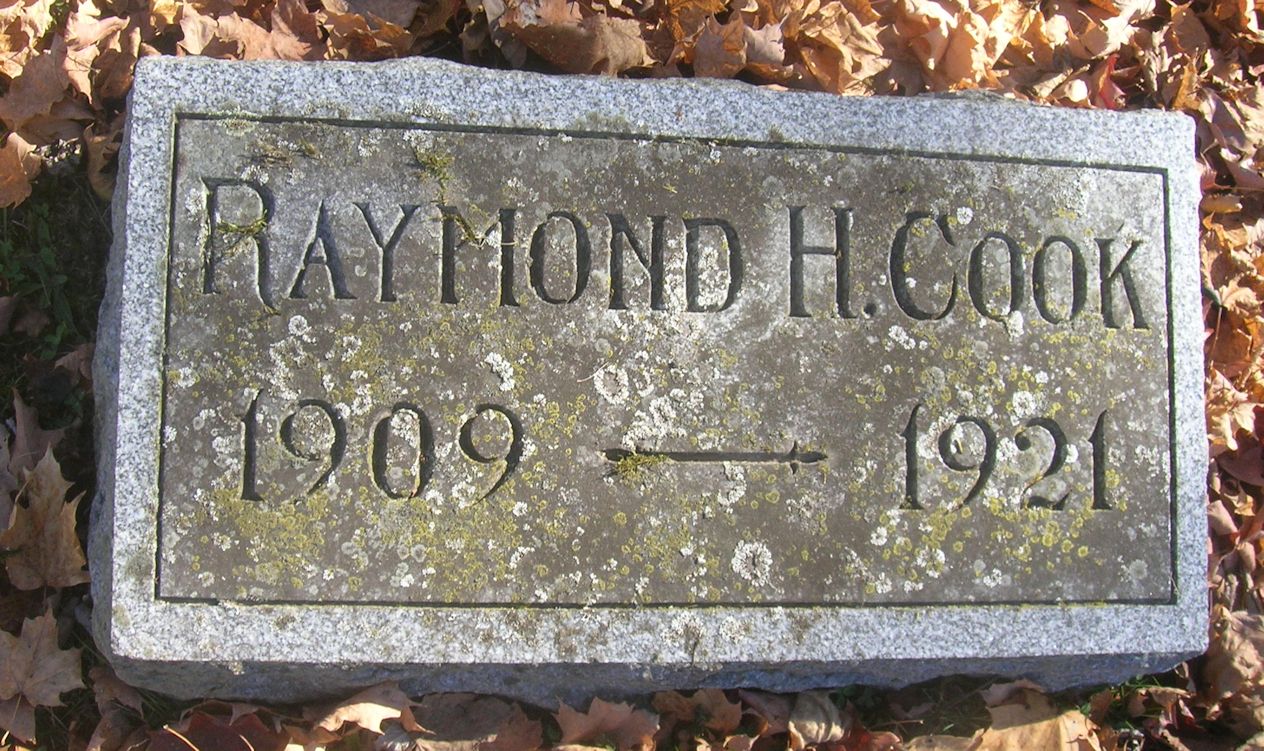 RAYMOND H. COOK
1909 — 1921